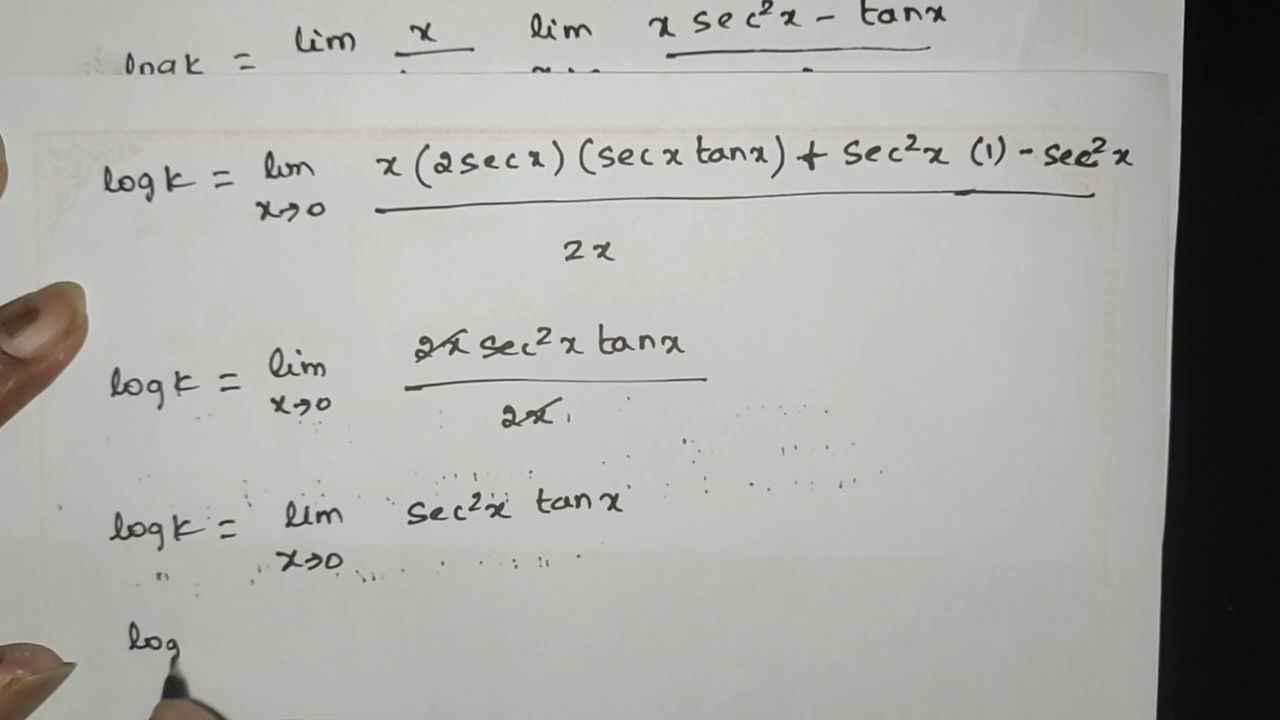 log k = lim x lim x sec²x - tanx
log k = lim x→0 x (2secx) (secx tanx) + sec²x (1) - sec²x
2x
log k = lim x→0 2x sec²x tanx
2x
log k = lim x→0 sec²x tanx
log